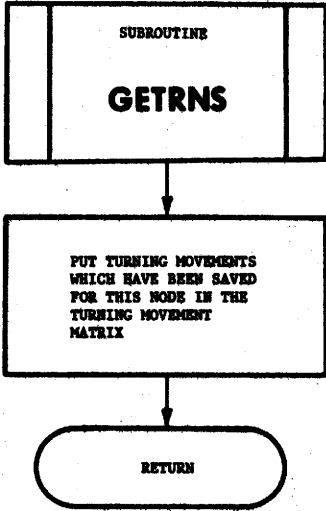 SUBROUTINE
GETRNS
PUT TURNING MOVEMENTS
WHICH HAVE BEEN SAVED
FOR THIS NODE IN THE
TURNING MOVEMENT
MATRIX
RETURN